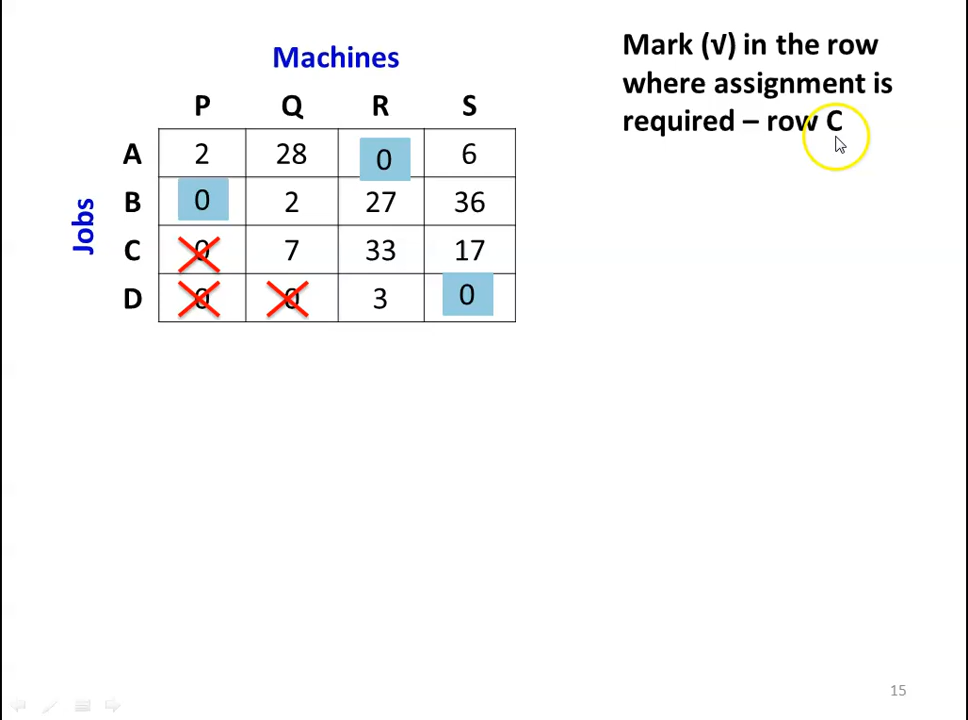 Machines
Mark (√) in the row
where assignment is
required – row C
P Q R S
A 2 28 0 6
B 0 2 27 36
Jobs
C 0 7 33 17
D 0 0 3 0
15